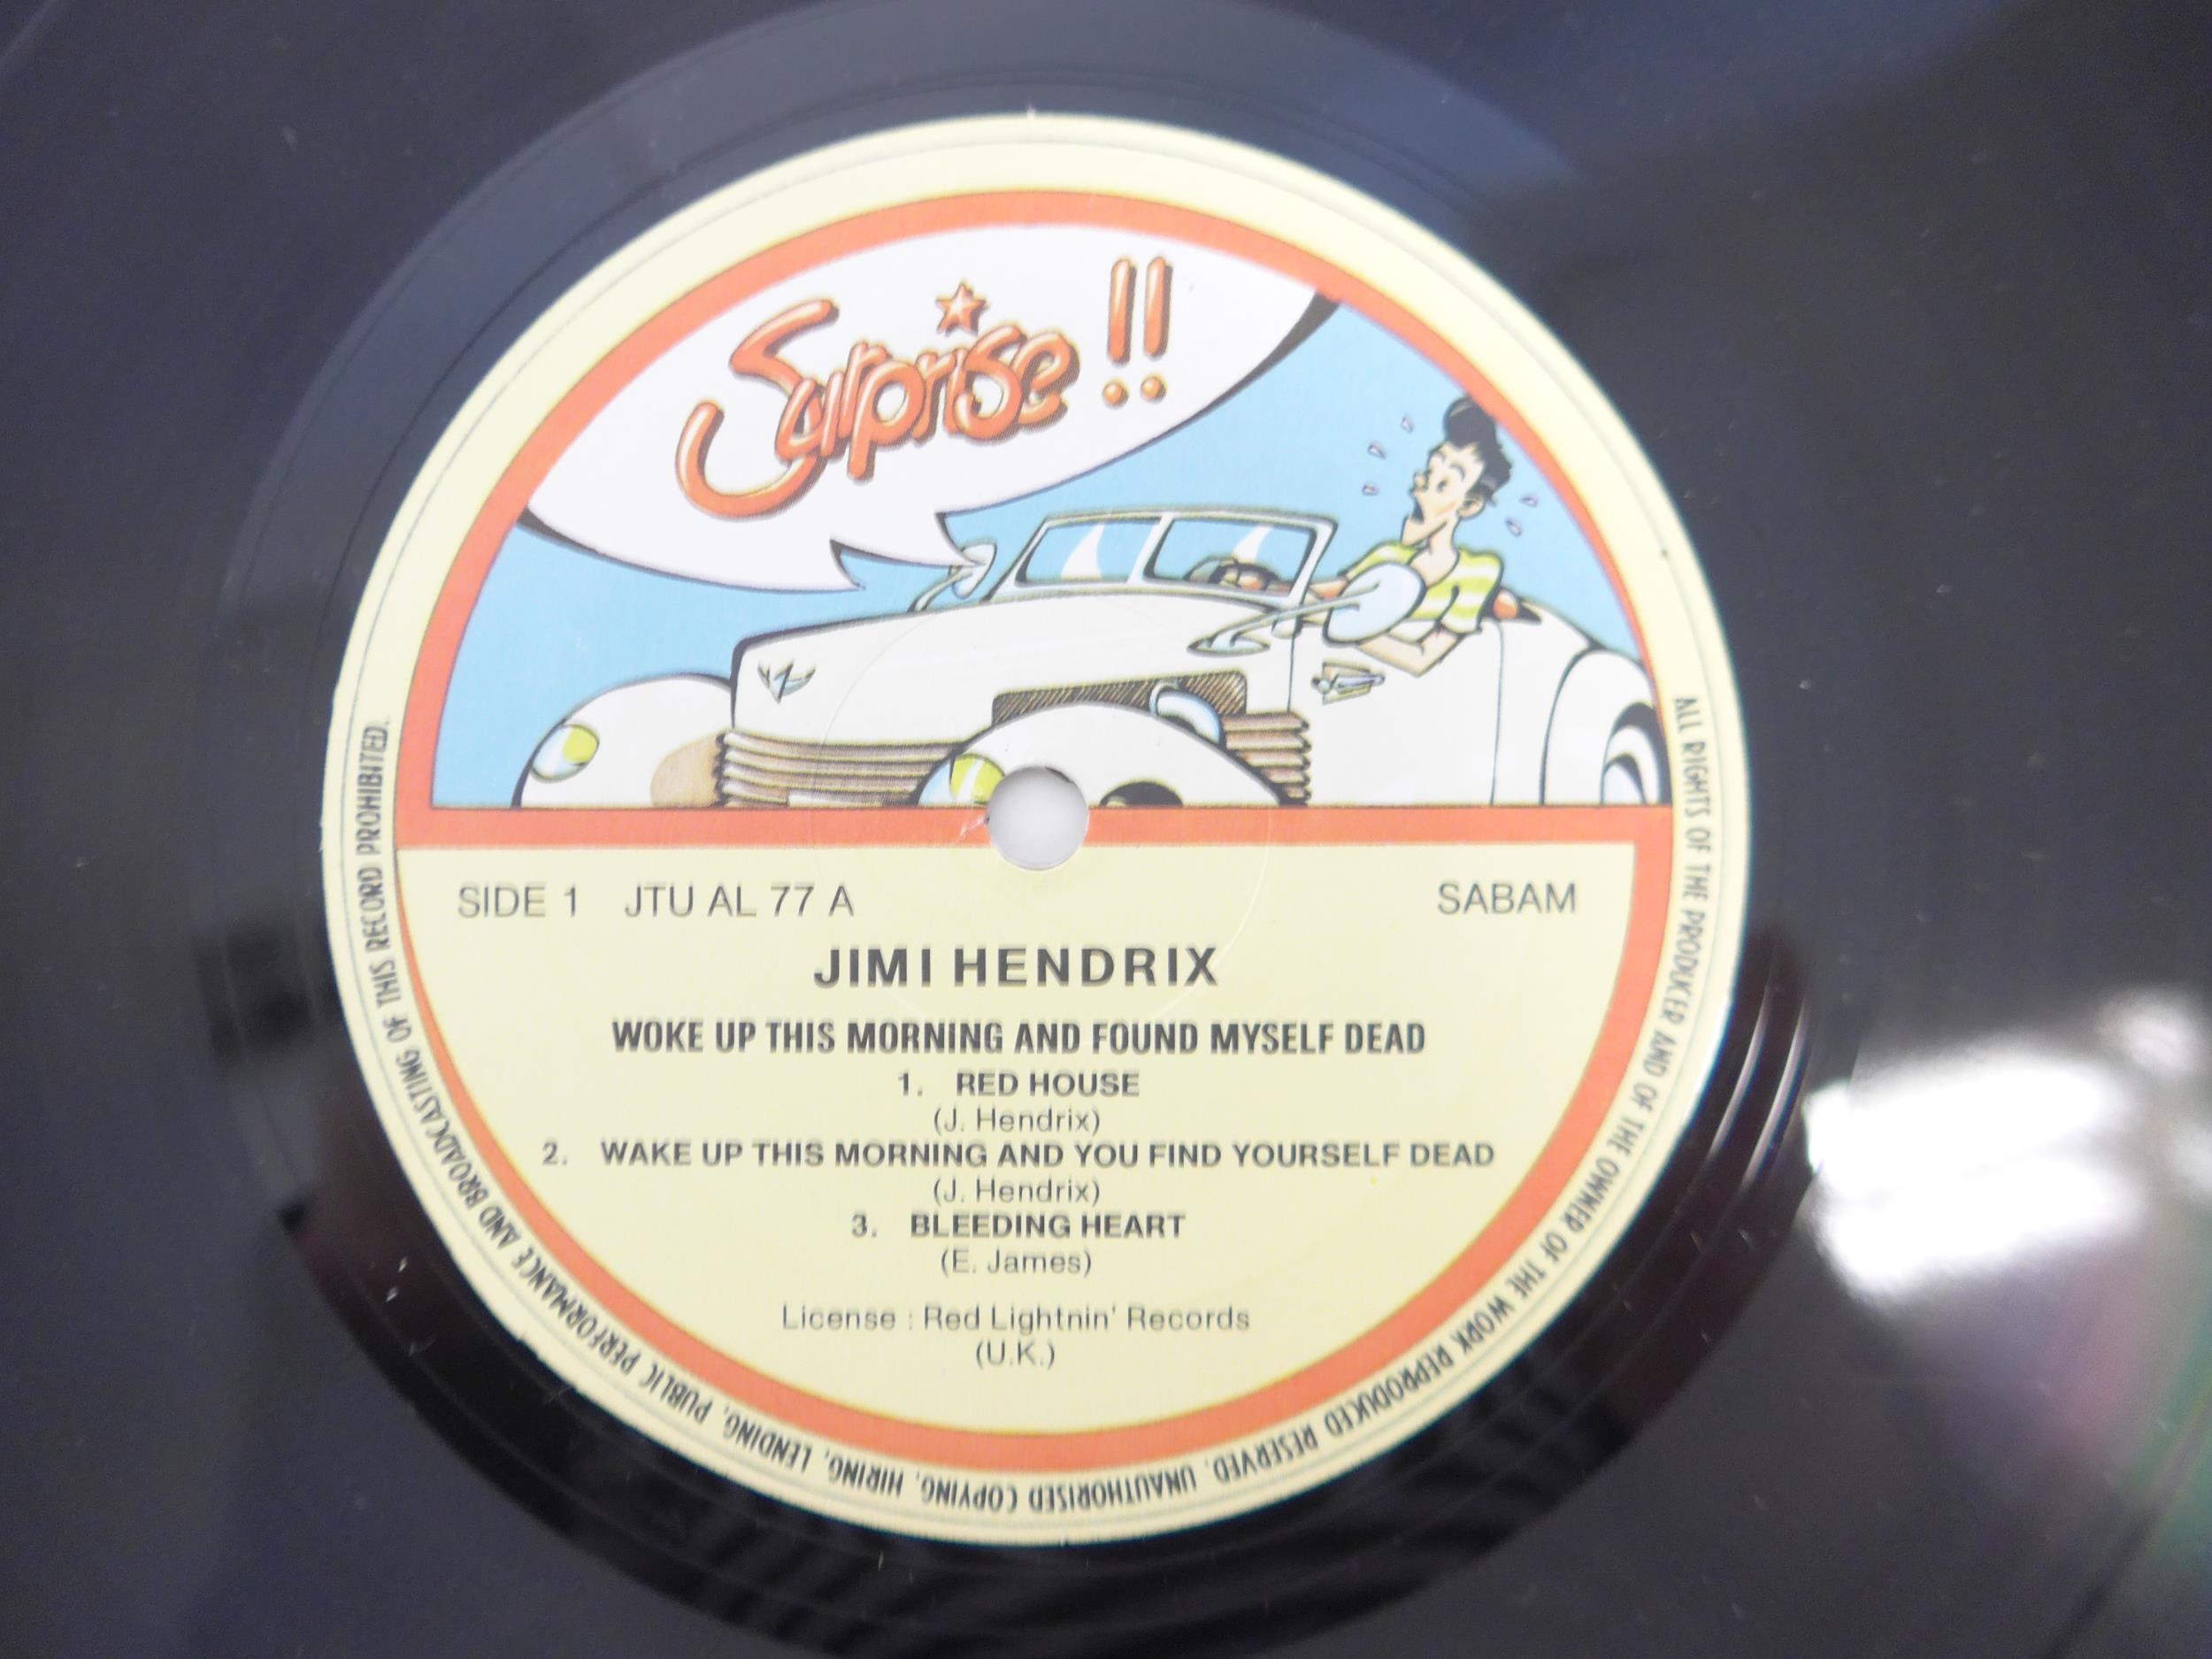 Surprise !!
SIDE 1 JTU AL 77 A SABAM
JIMI HENDRIX
WOKE UP THIS MORNING AND FOUND MYSELF DEAD
1. RED HOUSE
(J. Hendrix)
2. WAKE UP THIS MORNING AND YOU FIND YOURSELF DEAD
(J. Hendrix)
3. BLEEDING HEART
(E. James)
License : Red Lightnin' Records
(U.K.)
ALL RIGHTS OF THE PRODUCER AND OF THE OWNER OF THE WORK REPRODUCED RESERVED. UNAUTHORISED COPYING, HIRING, LENDING, PUBLIC PERFORMANCE AND BROADCASTING OF THIS RECORD PROHIBITED.